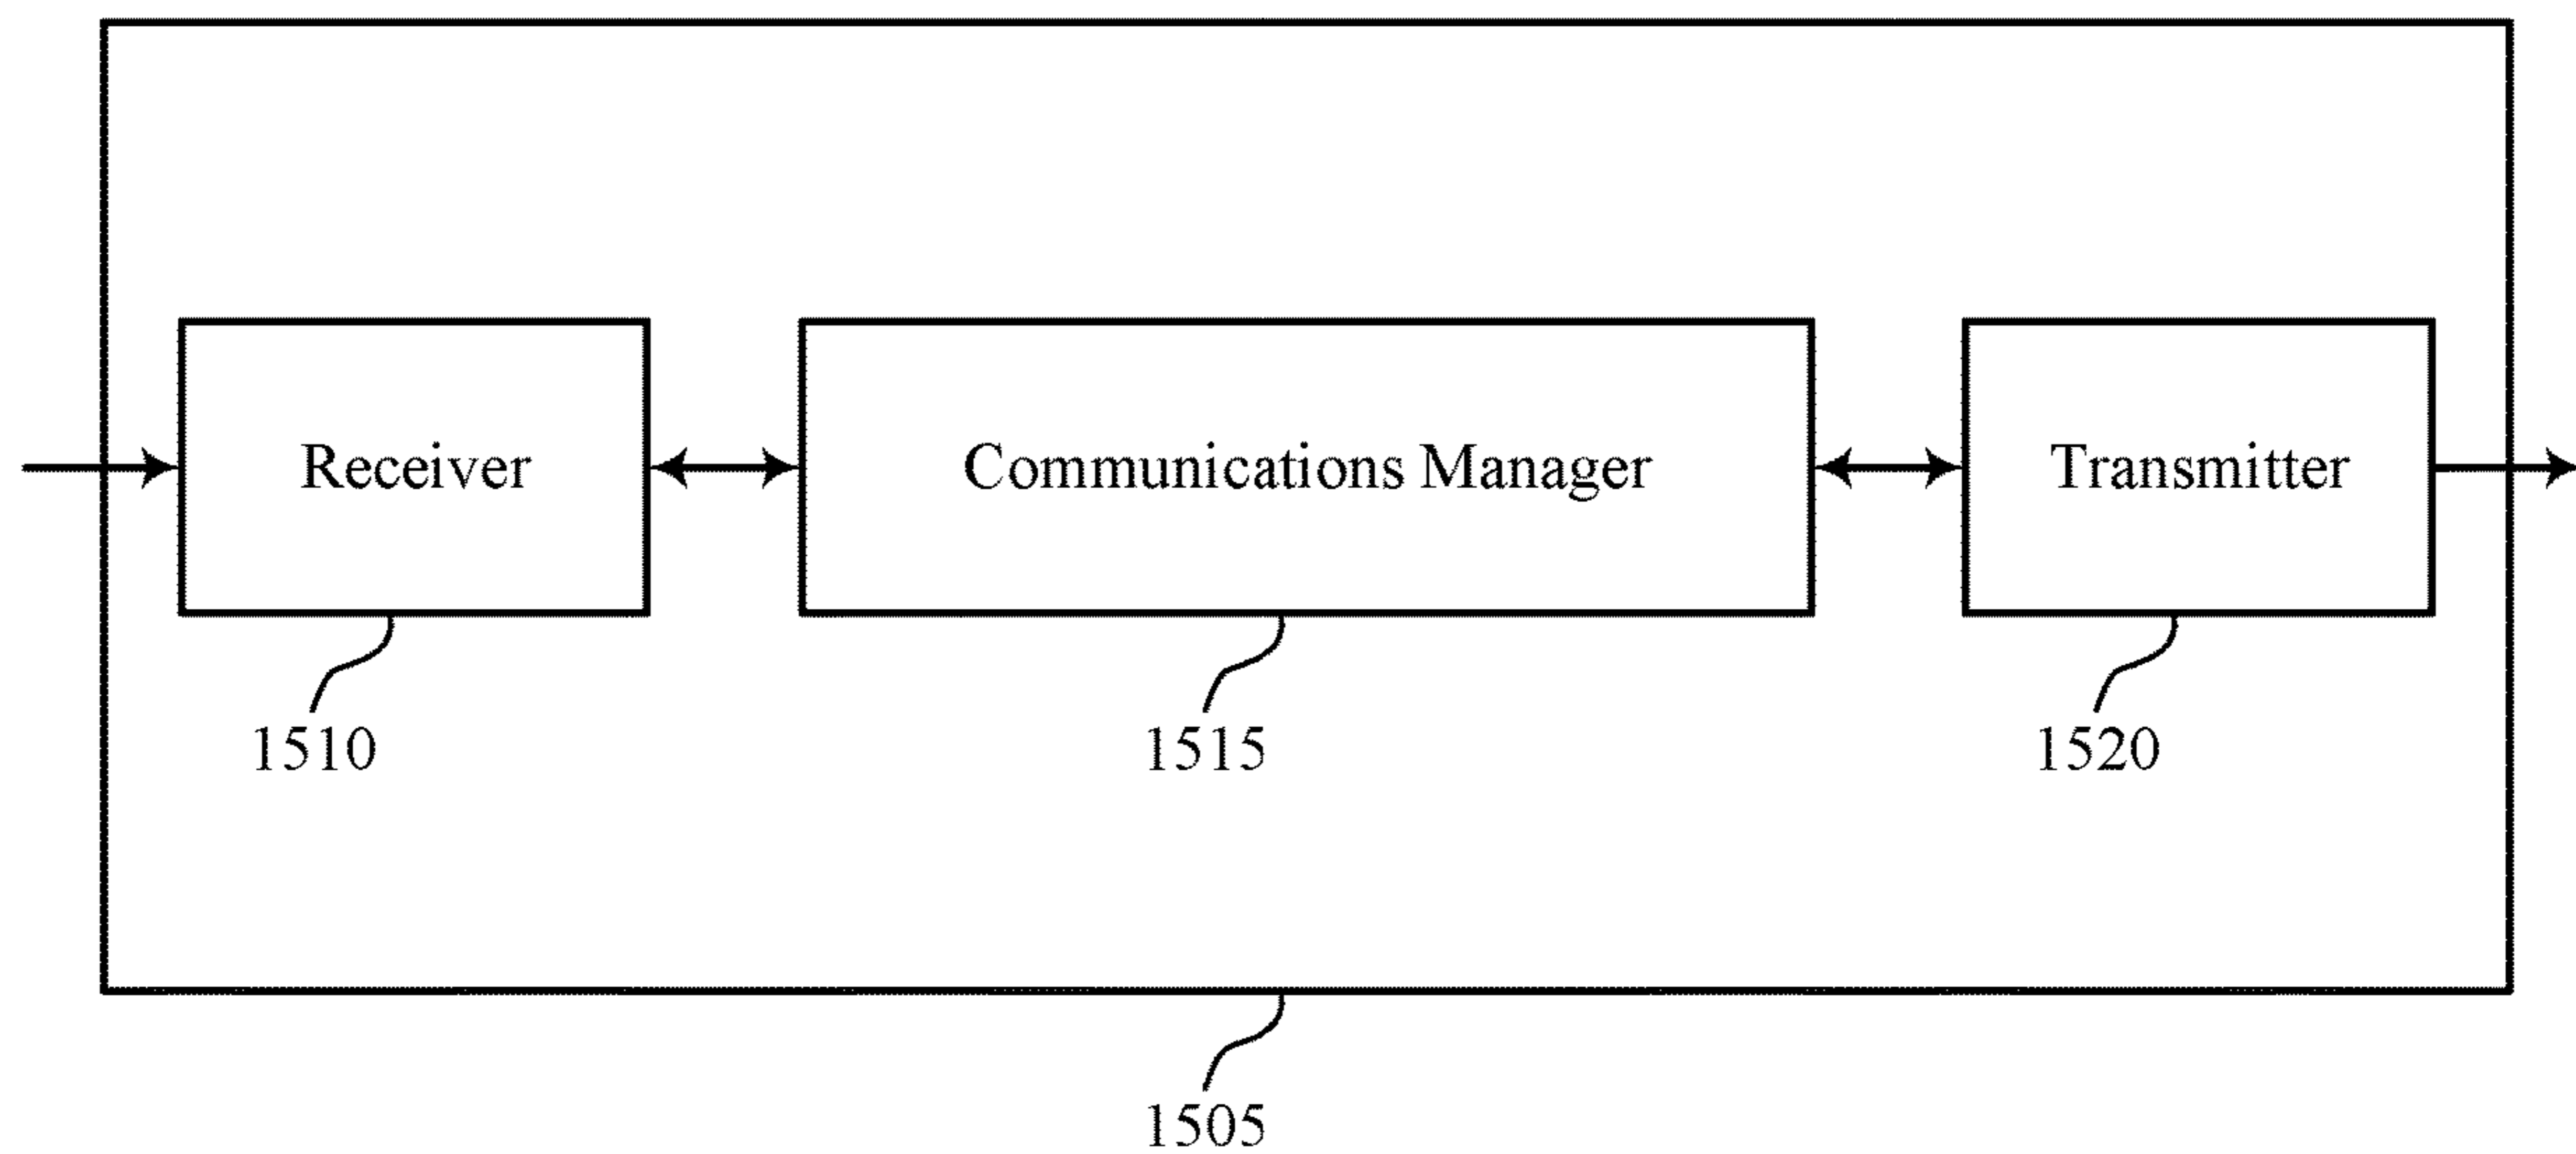 Receiver
Communications Manager
Transmitter
1510
1515
1520
1505